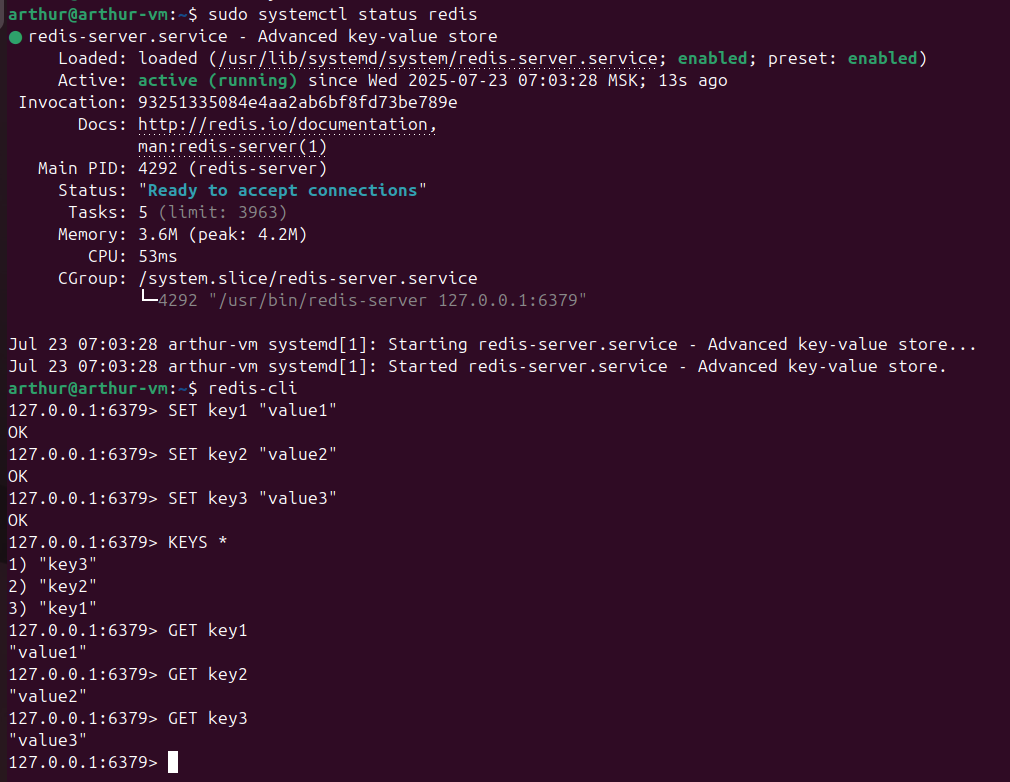 arthur@arthur-vm:~$ sudo systemctl status redis
● redis-server.service - Advanced key-value store
     Loaded: loaded (/usr/lib/systemd/system/redis-server.service; enabled; preset: enabled)
     Active: active (running) since Wed 2025-07-23 07:03:28 MSK; 13s ago
 Invocation: 93251335084e4aa2ab6bf8fd73be789e
       Docs: http://redis.io/documentation,
             man:redis-server(1)
   Main PID: 4292 (redis-server)
     Status: "Ready to accept connections"
      Tasks: 5 (limit: 3963)
     Memory: 3.6M (peak: 4.2M)
        CPU: 53ms
     CGroup: /system.slice/redis-server.service
             └─4292 "/usr/bin/redis-server 127.0.0.1:6379"

Jul 23 07:03:28 arthur-vm systemd[1]: Starting redis-server.service - Advanced key-value store...
Jul 23 07:03:28 arthur-vm systemd[1]: Started redis-server.service - Advanced key-value store.
arthur@arthur-vm:~$ redis-cli
127.0.0.1:6379> SET key1 "value1"
OK
127.0.0.1:6379> SET key2 "value2"
OK
127.0.0.1:6379> SET key3 "value3"
OK
127.0.0.1:6379> KEYS *
1) "key3"
2) "key2"
3) "key1"
127.0.0.1:6379> GET key1
"value1"
127.0.0.1:6379> GET key2
"value2"
127.0.0.1:6379> GET key3
"value3"
127.0.0.1:6379>